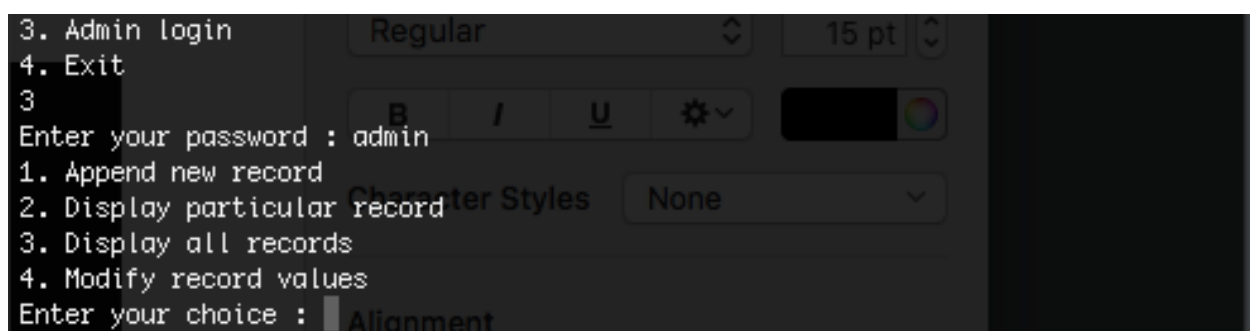 3. Admin login
Regular
15 pt
4. Exit
3
B I U
Enter your password : admin
1. Append new record
Character Styles
None
2. Display particular record
3. Display all records
4. Modify record values
Enter your choice :
Alignment